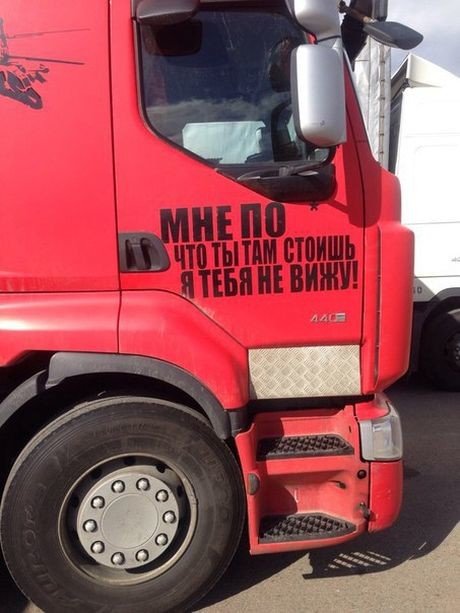 МНЕ ПО *
ЧТО ТЫ ТАМ СТОИШЬ
Я ТЕБЯ НЕ ВИЖУ!
440